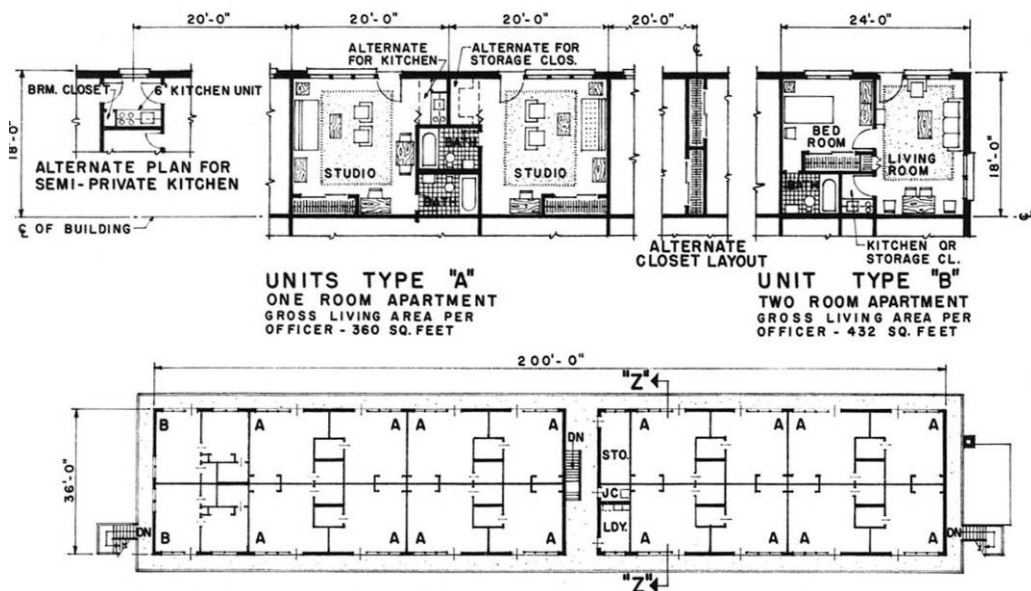 20'-0"
20'-0"
20'-0"
20'-0"
24'-0"
ALTERNATE FOR KITCHEN
ALTERNATE FOR STORAGE CLOS.
℄
BRM. CLOSET
6' KITCHEN UNIT
18'-0"
BATH
BATH
STUDIO
STUDIO
BED ROOM
LIVING ROOM
BATH
18'-0"
ALTERNATE PLAN FOR
SEMI-PRIVATE KITCHEN
℄ OF BUILDING
℄
KITCHEN OR
STORAGE CL.
ALTERNATE
CLOSET LAYOUT
UNITS TYPE "A"
ONE ROOM APARTMENT
GROSS LIVING AREA PER
OFFICER - 360 SQ. FEET
UNIT TYPE "B"
TWO ROOM APARTMENT
GROSS LIVING AREA PER
OFFICER - 432 SQ. FEET
200'-0"
"Z"
B A A A A A A A A
DN
STO.
36'-0"
JC
LDY.
DN
DN
B A A A A A A A A
"Z"